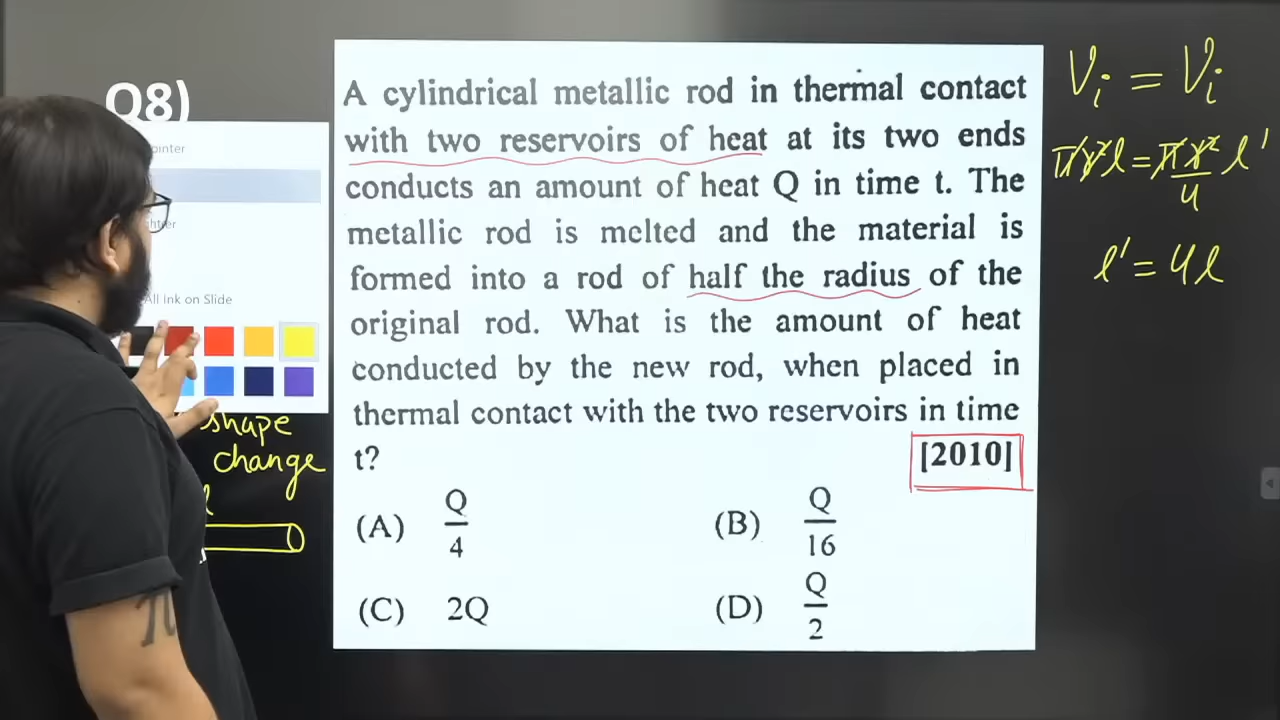 Q8)
ointer
hter
All Ink on Slide
shape
change
l
A cylindrical metallic rod in thermal contact
with two reservoirs of heat at its two ends
conducts an amount of heat Q in time t. The
metallic rod is melted and the material is
formed into a rod of half the radius of the
original rod. What is the amount of heat
conducted by the new rod, when placed in
thermal contact with the two reservoirs in time
t? [2010]
(A) Q/4 (B) Q/16
(C) 2Q (D) Q/2
Vi = Vi
πr²l = πr²/4 l'
l' = 4l
π